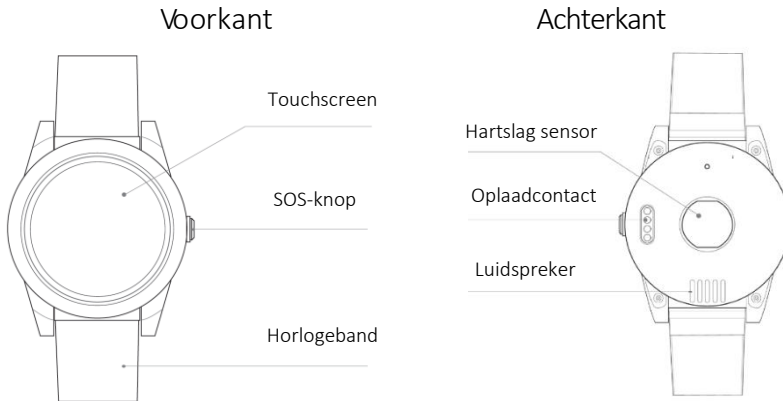 Voorkant
Achterkant
Touchscreen
SOS-knop
Horlogeband
Hartslag sensor
Oplaadcontact
Luidspreker